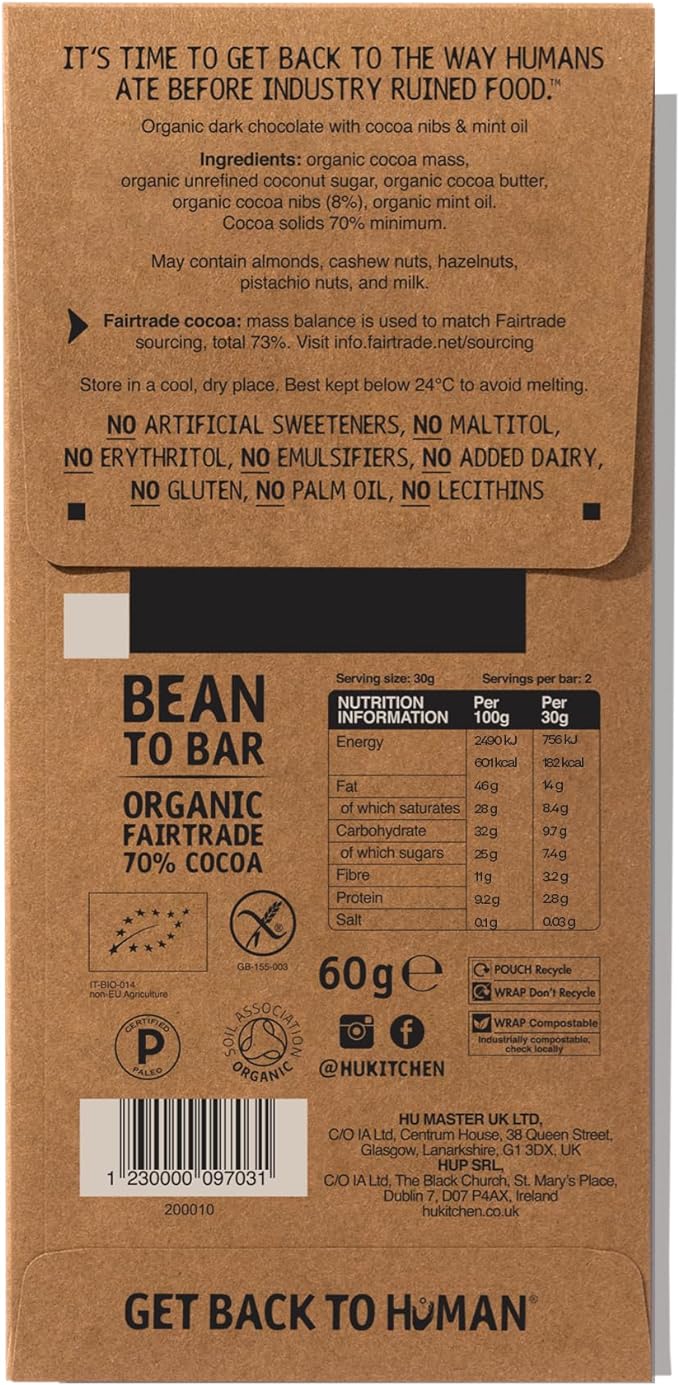 IT'S TIME TO GET BACK TO THE WAY HUMANS
ATE BEFORE INDUSTRY RUINED FOOD.™
Organic dark chocolate with cocoa nibs & mint oil
Ingredients: organic cocoa mass,
organic unrefined coconut sugar, organic cocoa butter,
organic cocoa nibs (8%), organic mint oil.
Cocoa solids 70% minimum.
May contain almonds, cashew nuts, hazelnuts,
pistachio nuts, and milk.
Fairtrade cocoa: mass balance is used to match Fairtrade
sourcing, total 73%. Visit info.fairtrade.net/sourcing
Store in a cool, dry place. Best kept below 24°C to avoid melting.
NO ARTIFICIAL SWEETENERS, NO MALTITOL,
NO ERYTHRITOL, NO EMULSIFIERS, NO ADDED DAIRY,
NO GLUTEN, NO PALM OIL, NO LECITHINS
BEAN
TO BAR
ORGANIC
FAIRTRADE
70% COCOA
Serving size: 30g Servings per bar: 2
NUTRITION INFORMATION Per 100g Per 30g
Energy 2490kJ 756kJ
601kcal 182kcal
Fat 46g 14g
of which saturates 28g 8.4g
Carbohydrate 32g 9.7g
of which sugars 25g 7.4g
Fibre 11g 3.2g
Protein 9.2g 2.8g
Salt 0.1g 0.03g
IT-BIO-014
non-EU Agriculture
GB-155-003
CERTIFIED
P
PALEO
SOIL ASSOCIATION
ORGANIC
60g e
@HUKITCHEN
POUCH Recycle
WRAP Don't Recycle
WRAP Compostable
Industrially compostable,
check locally
1 230000 097031
200010
HU MASTER UK LTD,
C/O IA Ltd, Centrum House, 38 Queen Street,
Glasgow, Lanarkshire, G1 3DX, UK
HUP SRL,
C/O IA Ltd, The Black Church, St. Mary's Place,
Dublin 7, D07 P4AX, Ireland
hukitchen.co.uk
GET BACK TO HUMAN®